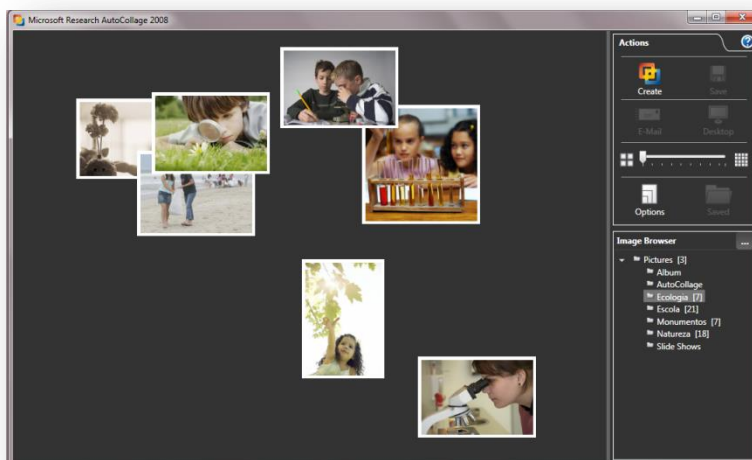 Microsoft Research AutoCollage 2008
Actions
Create
Save
E-Mail
Desktop
Options
Saved
Image Browser
...
Pictures [3]
Album
AutoCollage
Ecologia [7]
Escola [21]
Monumentos [7]
Natureza [18]
Slide Shows